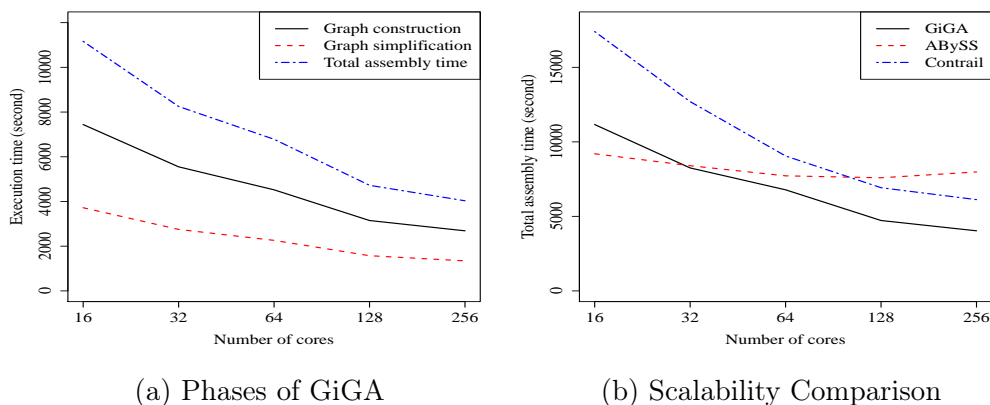 Execution time (second)
0
2000
4000
6000
8000
10000
Graph construction
Graph simplification
Total assembly time
16
32
64
128
256
Number of cores
(a) Phases of GiGA
Total assembly time (second)
0
5000
10000
15000
GiGA
ABySS
Contrail
16
32
64
128
256
Number of cores
(b) Scalability Comparison